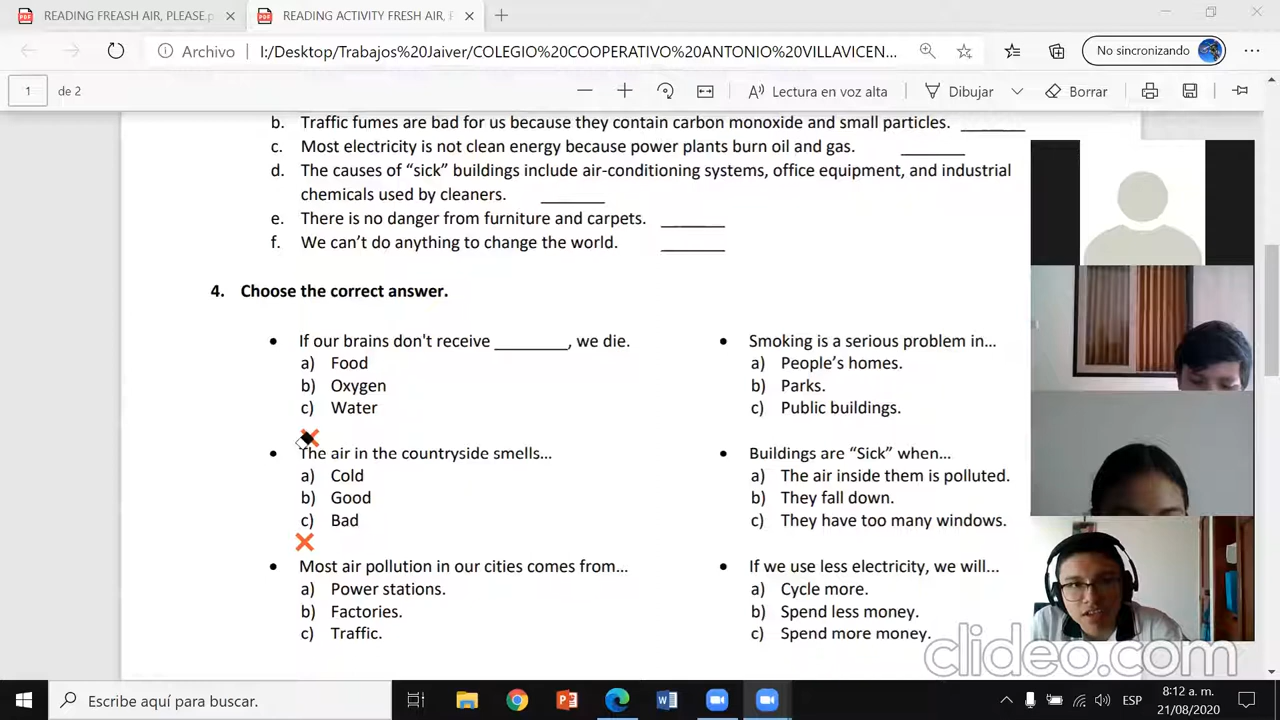 READING FREASH AIR, PLEASE.p
READING ACTIVITY FRESH AIR, F
Archivo
I:/Desktop/Trabajos%20Jaiver/COLEGIO%20COOPERATIVO%20ANTONIO%20VILLAVICEN...
No sincronizando
1 de 2
Lectura en voz alta
Dibujar
Borrar
b. Traffic fumes are bad for us because they contain carbon monoxide and small particles. _______
c. Most electricity is not clean energy because power plants burn oil and gas. _______
d. The causes of “sick” buildings include air-conditioning systems, office equipment, and industrial
chemicals used by cleaners. _______
e. There is no danger from furniture and carpets. _______
f. We can’t do anything to change the world. _______
4. Choose the correct answer.
• If our brains don't receive ________, we die.
a) Food
b) Oxygen
c) Water
• The air in the countryside smells...
a) Cold
b) Good
c) Bad
• Most air pollution in our cities comes from...
a) Power stations.
b) Factories.
c) Traffic.
• Smoking is a serious problem in...
a) People’s homes.
b) Parks.
c) Public buildings.
• Buildings are “Sick” when...
a) The air inside them is polluted.
b) They fall down.
c) They have too many windows.
• If we use less electricity, we will...
a) Cycle more.
b) Spend less money.
c) Spend more money.
clideo.com
Escribe aquí para buscar.
ESP
8:12 a. m.
21/08/2020